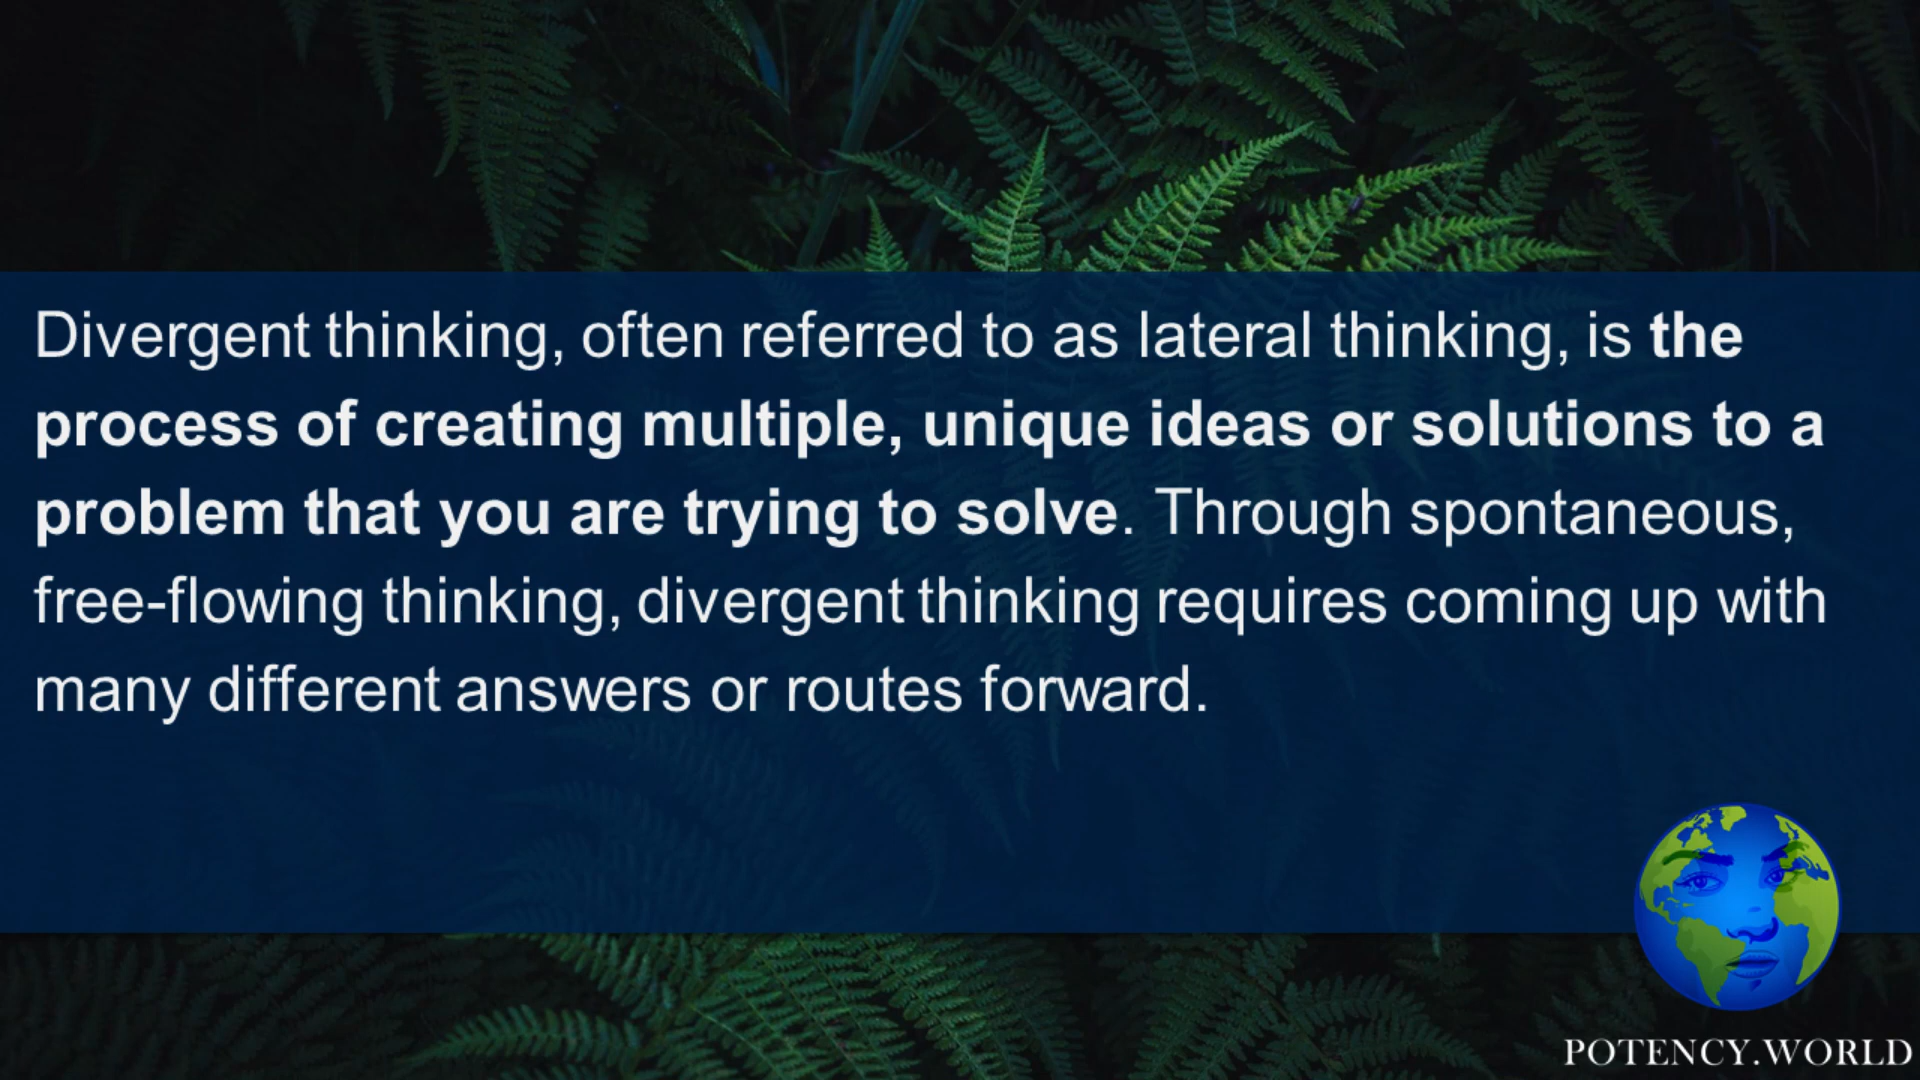 Divergent thinking, often referred to as lateral thinking, is the
process of creating multiple, unique ideas or solutions to a
problem that you are trying to solve. Through spontaneous,
free-flowing thinking, divergent thinking requires coming up with
many different answers or routes forward.
POTENCY.WORLD